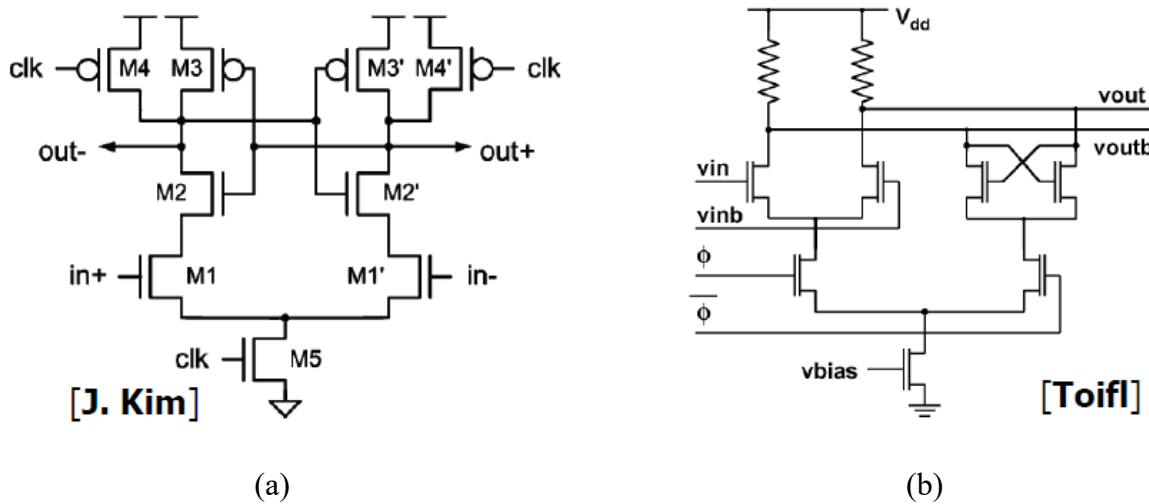 clk
M4
M3
M3'
M4'
clk
out-
out+
M2
M2'
in+
M1
M1'
in-
clk
M5
[J. Kim]
(a)
Vdd
vout
voutb
vin
vinb
ϕ
ϕ̅
vbias
[Toifl]
(b)